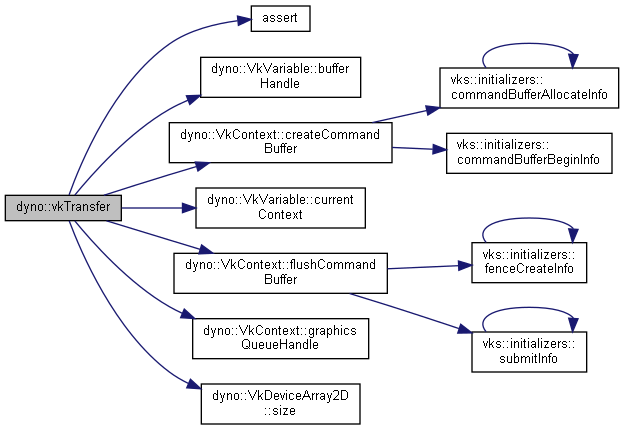 assert
dyno::VkVariable::buffer
Handle
vks::initializers::
commandBufferAllocateInfo
dyno::VkContext::createCommand
Buffer
vks::initializers::
commandBufferBeginInfo
dyno::vkTransfer
dyno::VkVariable::current
Context
dyno::VkContext::flushCommand
Buffer
vks::initializers::
fenceCreateInfo
dyno::VkContext::graphics
QueueHandle
vks::initializers::
submitInfo
dyno::VkDeviceArray2D
::size